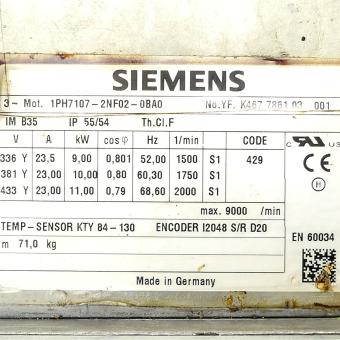 SIEMENS
3~Mot. 1PH7107-2NF02-0BA0 No.YF. K467 7861 03 001
IM B35 IP 55/54 Th.Cl.F
V A kW cosφ Hz 1/min CODE
336 Y 23,5 9,00 0,801 52,00 1500 S1 429
381 Y 23,00 10,00 0,80 60,30 1750 S1
433 Y 23,00 11,00 0,79 68,60 2000 S1
max. 9000 /min
TEMP-SENSOR KTY 84-130 ENCODER I2048 S/R D20
m 71,0 kg EN 60034
Made in Germany
c RU us
CE